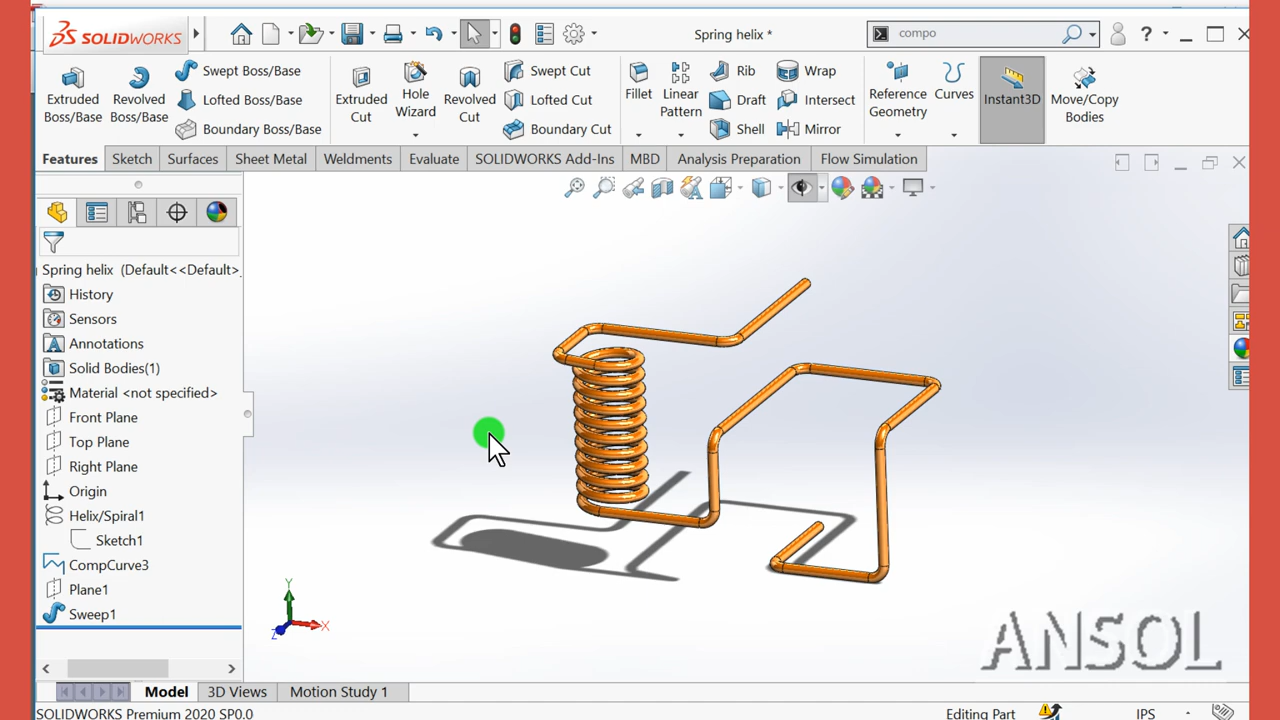 SOLIDWORKS
Spring helix *
compo
?
Extruded Boss/Base
Revolved Boss/Base
Swept Boss/Base
Lofted Boss/Base
Boundary Boss/Base
Extruded Cut
Hole Wizard
Revolved Cut
Swept Cut
Lofted Cut
Boundary Cut
Fillet
Linear Pattern
Rib
Draft
Shell
Wrap
Intersect
Mirror
Reference Geometry
Curves
Instant3D
Move/Copy Bodies
Features Sketch Surfaces Sheet Metal Weldments Evaluate SOLIDWORKS Add-Ins MBD Analysis Preparation Flow Simulation
Spring helix (Default<<Default>
History
Sensors
Annotations
Solid Bodies(1)
Material <not specified>
Front Plane
Top Plane
Right Plane
Origin
Helix/Spiral1
Sketch1
CompCurve3
Plane1
Sweep1
Y
X
Z
ANSOL
Model 3D Views Motion Study 1
SOLIDWORKS Premium 2020 SP0.0 Editing Part IPS